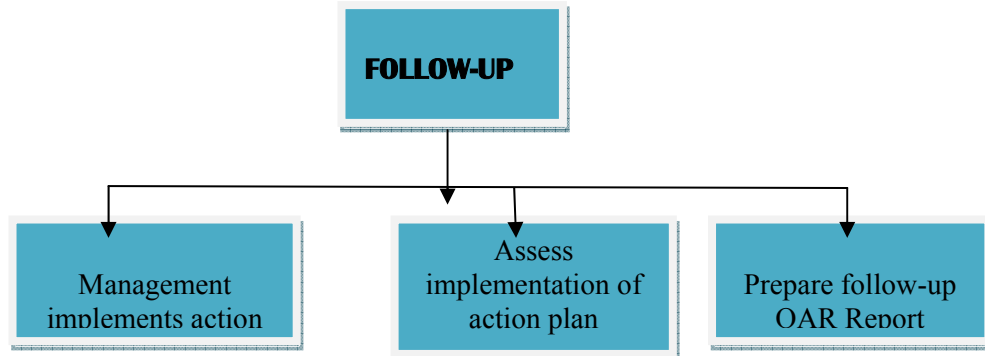 FOLLOW-UP
Management
implements action
Assess
implementation of
action plan
Prepare follow-up
OAR Report